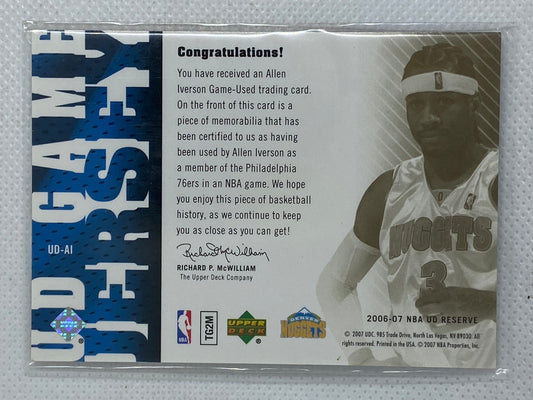 UD GAME
JERSEY
UD-AI
Congratulations!
You have received an Allen
Iverson Game-Used trading card.
On the front of this card is a
piece of memorabilia that has
been certified to us as having
been used by Allen Iverson as
a member of the Philadelphia
76ers in an NBA game. We hope
you enjoy this piece of basketball
history, as we continue to keep
you as close as you can get!
Richard McWilliam
RICHARD P. McWILLIAM
The Upper Deck Company
NUGGETS
3
NBA
TG2M
UPPER
DECK
DENVER
NUGGETS
2006-07 NBA UD RESERVE
© 2007 UDC. 985 Trade Drive, North Las Vegas, NV 89030. All
rights reserved. Printed in the USA. © 2007 NBA Properties, Inc.